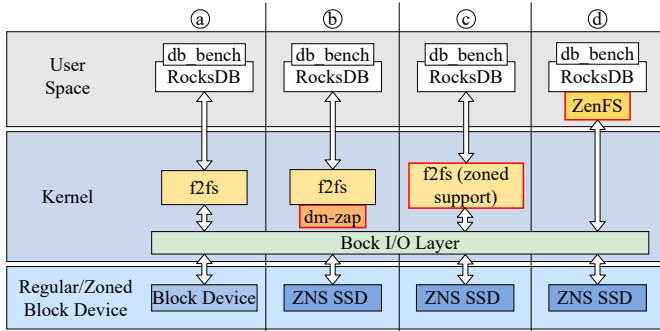 ⓐ ⓑ ⓒ ⓓ
User
Space
db_bench
RocksDB
db_bench
RocksDB
db_bench
RocksDB
db_bench
RocksDB
ZenFS
Kernel
f2fs
f2fs
dm-zap
f2fs (zoned
support)
Bock I/O Layer
Regular/Zoned
Block Device
Block Device
ZNS SSD
ZNS SSD
ZNS SSD